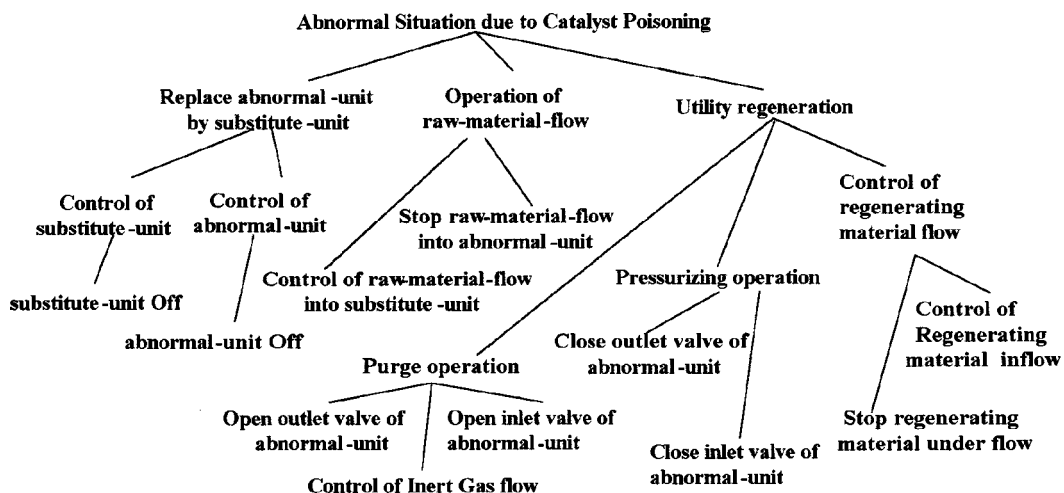 Abnormal Situation due to Catalyst Poisoning
Replace abnormal-unit
by substitute-unit
Operation of
raw-material-flow
Utility regeneration
Control of
substitute-unit
Control of
abnormal-unit
Stop raw-material-flow
into abnormal-unit
Control of
regenerating
material flow
substitute-unit Off
Control of raw-material-flow
into substitute-unit
Pressurizing operation
abnormal-unit Off
Control of
Regenerating
material inflow
Purge operation
Close outlet valve of
abnormal-unit
Open outlet valve of
abnormal-unit
Open inlet valve of
abnormal-unit
Stop regenerating
material under flow
Control of Inert Gas flow
Close inlet valve of
abnormal-unit